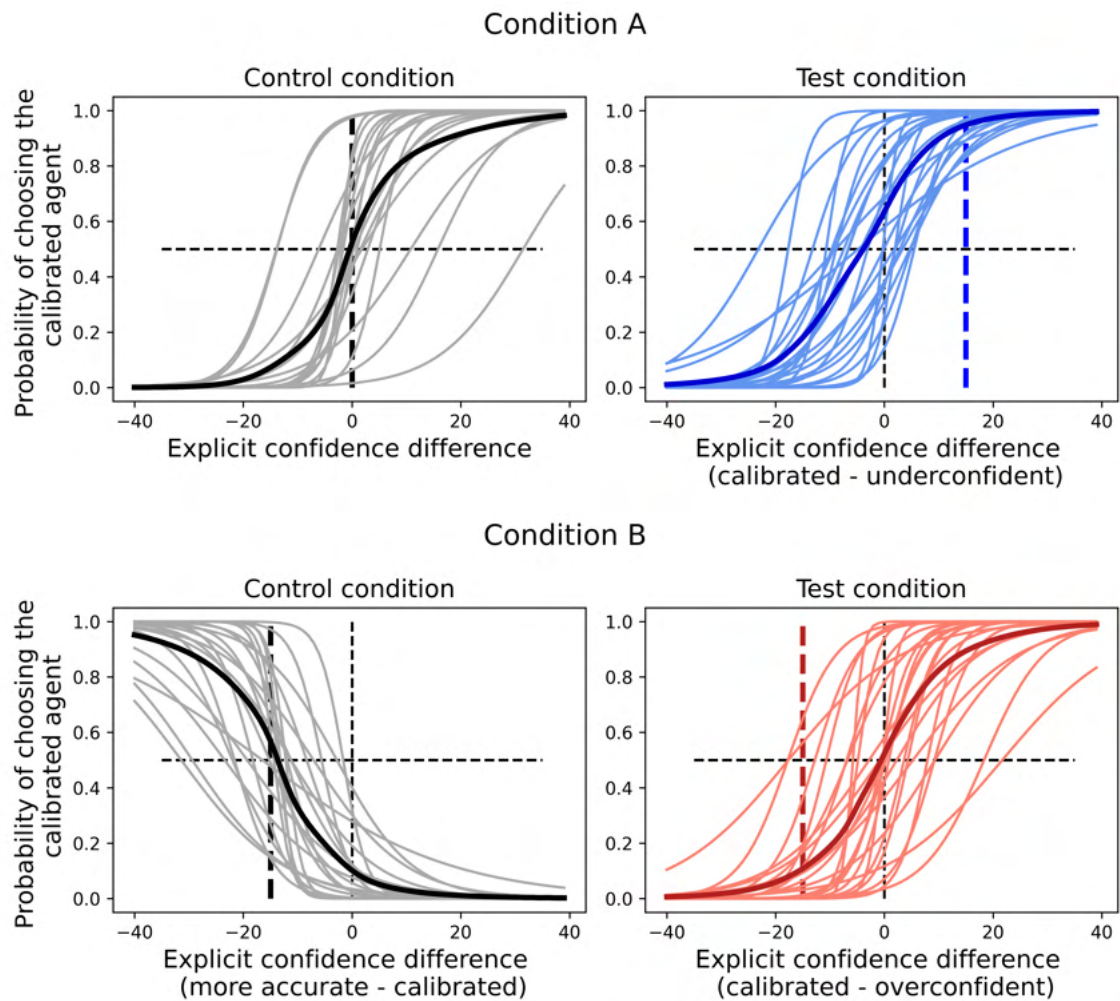 Condition A
Control condition
Test condition
Probability of choosing the
calibrated agent
1.0
0.8
0.6
0.4
0.2
0.0
−40
−20
0
20
40
−40
−20
0
20
40
1.0
0.8
0.6
0.4
0.2
0.0
Explicit confidence difference
Explicit confidence difference
(calibrated - underconfident)
Condition B
Control condition
Test condition
Probability of choosing the
calibrated agent
1.0
0.8
0.6
0.4
0.2
0.0
−40
−20
0
20
40
1.0
0.8
0.6
0.4
0.2
0.0
−40
−20
0
20
40
Explicit confidence difference
(more accurate - calibrated)
Explicit confidence difference
(calibrated - overconfident)